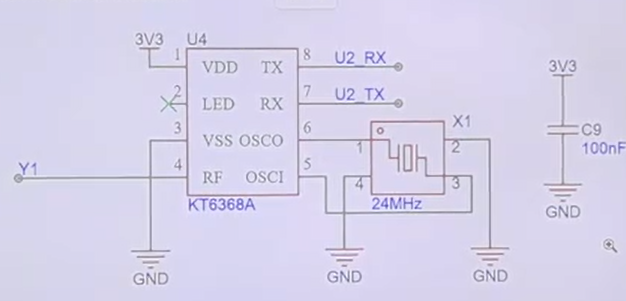 3V3
U4
1
VDD
TX
8
U2_RX
2
LED
RX
7
U2_TX
3
VSS
OSCO
6
4
RF
OSCI
5
Y1
KT6368A
X1
1
2
4
3
24MHz
GND
GND
GND
3V3
C9
100nF
GND